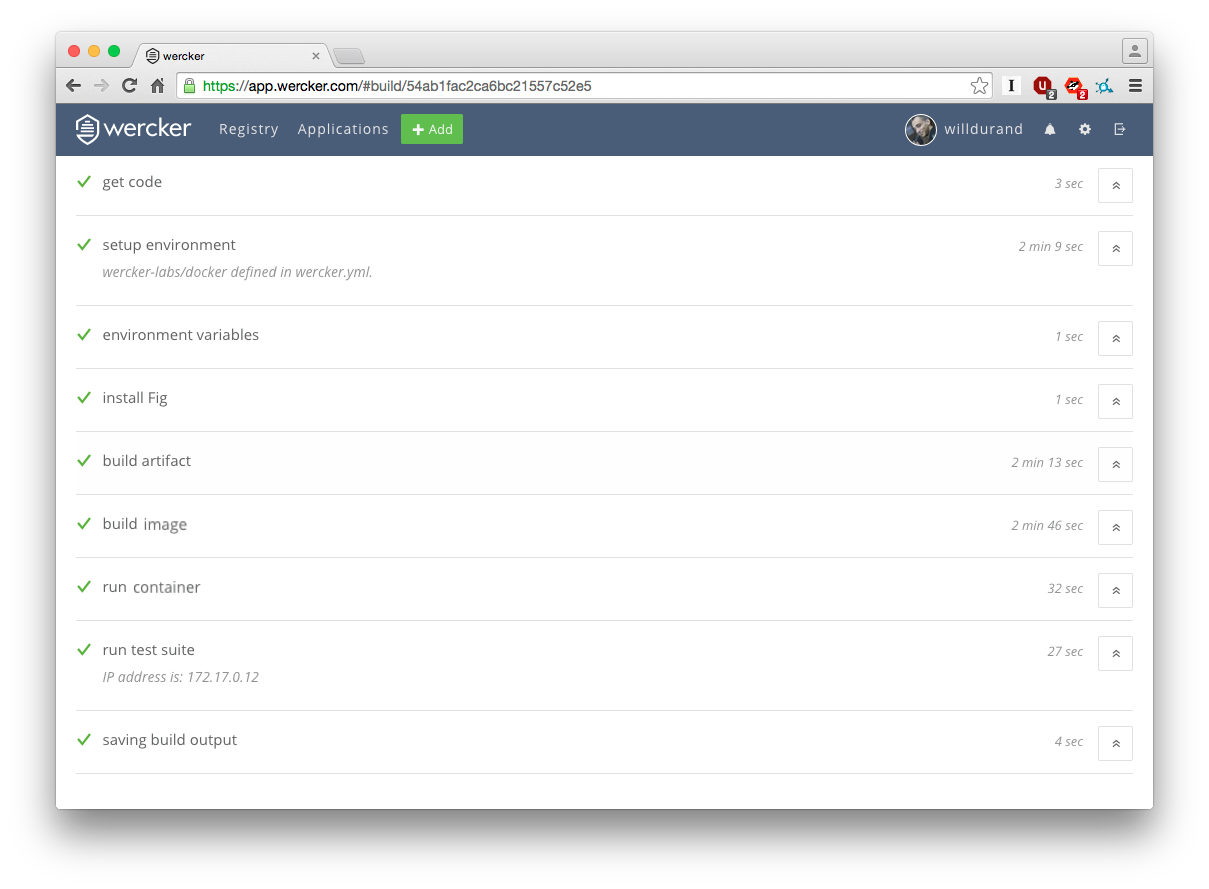 wercker
https://app.wercker.com/#build/54ab1fac2ca6bc21557c52e5
I
2
2
wercker Registry Applications + Add willdurand
get code 3 sec
setup environment 2 min 9 sec
wercker-labs/docker defined in wercker.yml.
environment variables 1 sec
install Fig 1 sec
build artifact 2 min 13 sec
build image 2 min 46 sec
run container 32 sec
run test suite 27 sec
IP address is: 172.17.0.12
saving build output 4 sec